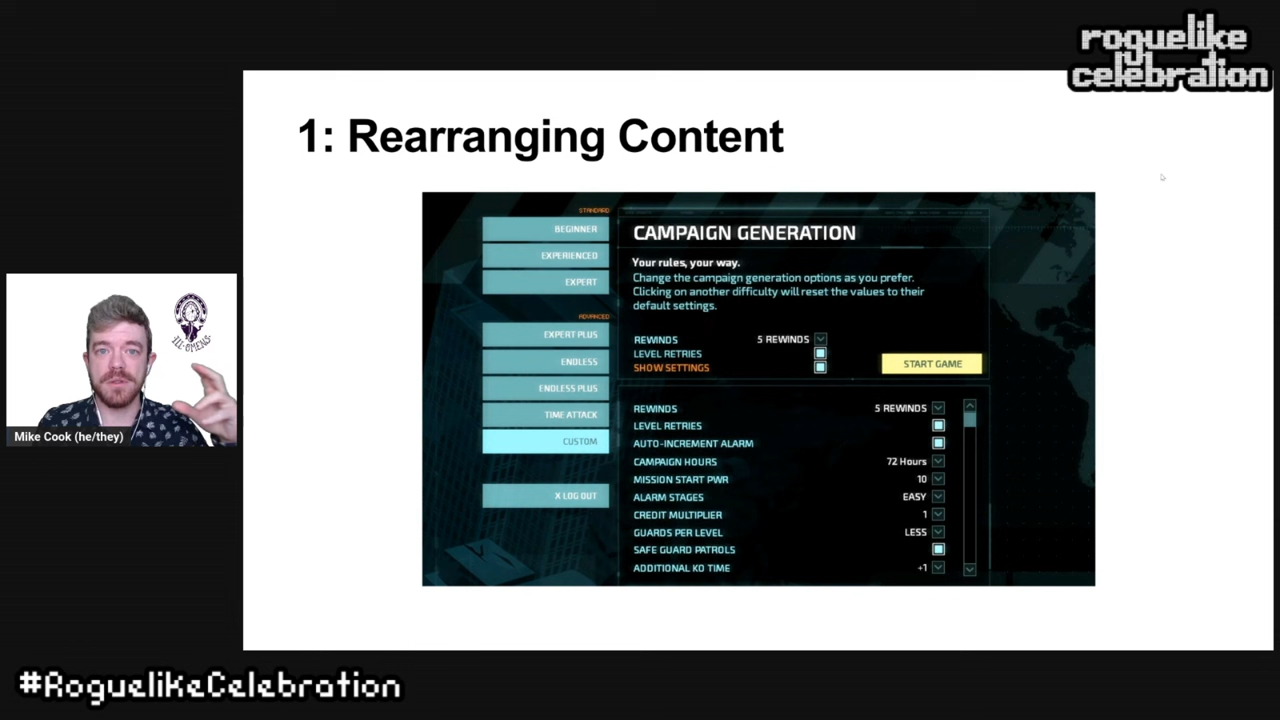 roguelike
celebration
1: Rearranging Content
STANDARD
BEGINNER
EXPERIENCED
EXPERT
ADVANCED
EXPERT PLUS
ENDLESS
ENDLESS PLUS
TIME ATTACK
CUSTOM
X LOG OUT
CAMPAIGN GENERATION
Your rules, your way.
Change the campaign generation options as you prefer.
Clicking on another difficulty will reset the values to their
default settings.
REWINDS 5 REWINDS
LEVEL RETRIES
SHOW SETTINGS
START GAME
REWINDS 5 REWINDS
LEVEL RETRIES
AUTO-INCREMENT ALARM
CAMPAIGN HOURS 72 Hours
MISSION START PWR 10
ALARM STAGES EASY
CREDIT MULTIPLIER 1
GUARDS PER LEVEL LESS
SAFE GUARD PATROLS
ADDITIONAL KO TIME +1
ILL-OMENS
Mike Cook (he/they)
#RoguelikeCelebration